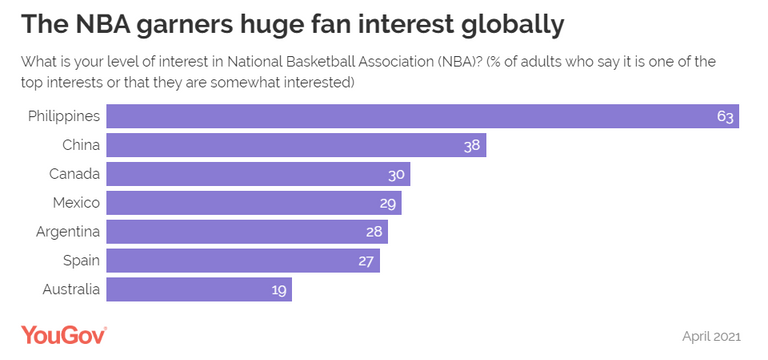 The NBA garners huge fan interest globally
What is your level of interest in National Basketball Association (NBA)? (% of adults who say it is one of the
top interests or that they are somewhat interested)
Philippines 63
China 38
Canada 30
Mexico 29
Argentina 28
Spain 27
Australia 19
YouGov April 2021